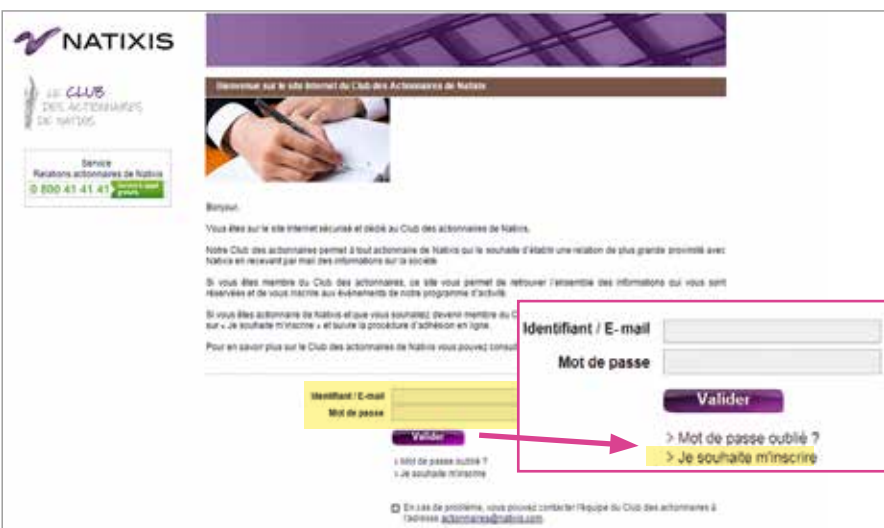 NATIXIS
LE CLUB
DES ACTIONNAIRES
DE NATIXIS
Service
Relations actionnaires de Natixis
0 800 41 41 41
Bienvenue sur le site Internet du Club des Actionnaires de Natixis
Bonjour,
Vous êtes sur le site Internet sécurisé et dédié au Club des actionnaires de Natixis.
Notre Club des actionnaires permet à tout actionnaire de Natixis qui le souhaite d'établir une relation de plus grande proximité avec
Natixis en recevant par mail des informations sur la société.
Si vous êtes membre du Club des actionnaires, ce site vous permet de retrouver l'ensemble des informations qui vous sont
réservées et de vous inscrire aux événements de notre programme d'activité.
Si vous êtes actionnaire de Natixis et que vous souhaitez devenir membre du C
sur « Je souhaite m'inscrire » et suivre la procédure d'adhésion en ligne.
Pour en savoir plus sur le Club des actionnaires de Natixis vous pouvez consult
Identifiant / E-mail
Mot de passe
Valider
> Mot de passe oublié ?
> Je souhaite m'inscrire
En cas de problème, vous pouvez contacter l'équipe du Club des actionnaires à
l'adresse actionnaires@natixis.com
Identifiant / E-mail
Mot de passe
Valider
> Mot de passe oublié ?
> Je souhaite m'inscrire